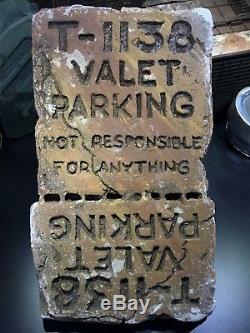 T-1138
VALET
PARKING
NOT RESPONSIBLE
FOR ANYTHING
PARKING
VALET
T-1138